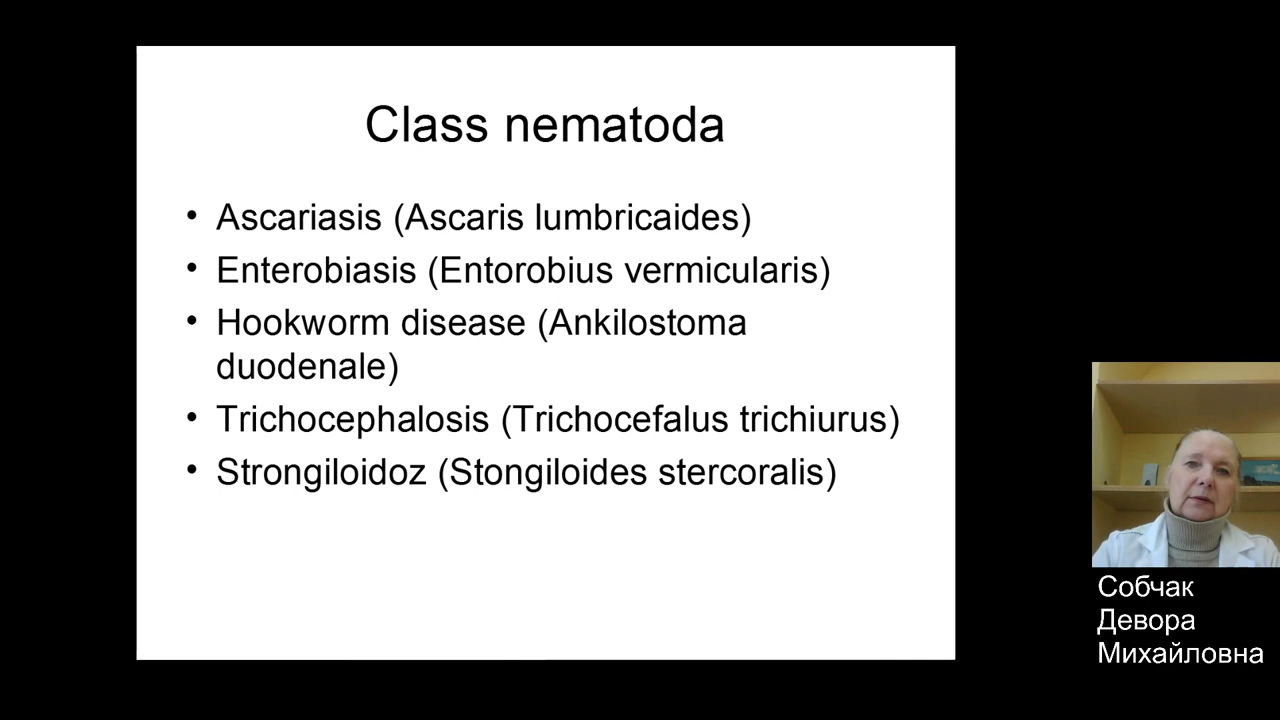 Class nematoda
• Ascariasis (Ascaris lumbricaides)
• Enterobiasis (Entorobius vermicularis)
• Hookworm disease (Ankilostoma
duodenale)
• Trichocephalosis (Trichocefalus trichiurus)
• Strongiloidoz (Stongiloides stercoralis)
Собчак
Девора
Михайловна